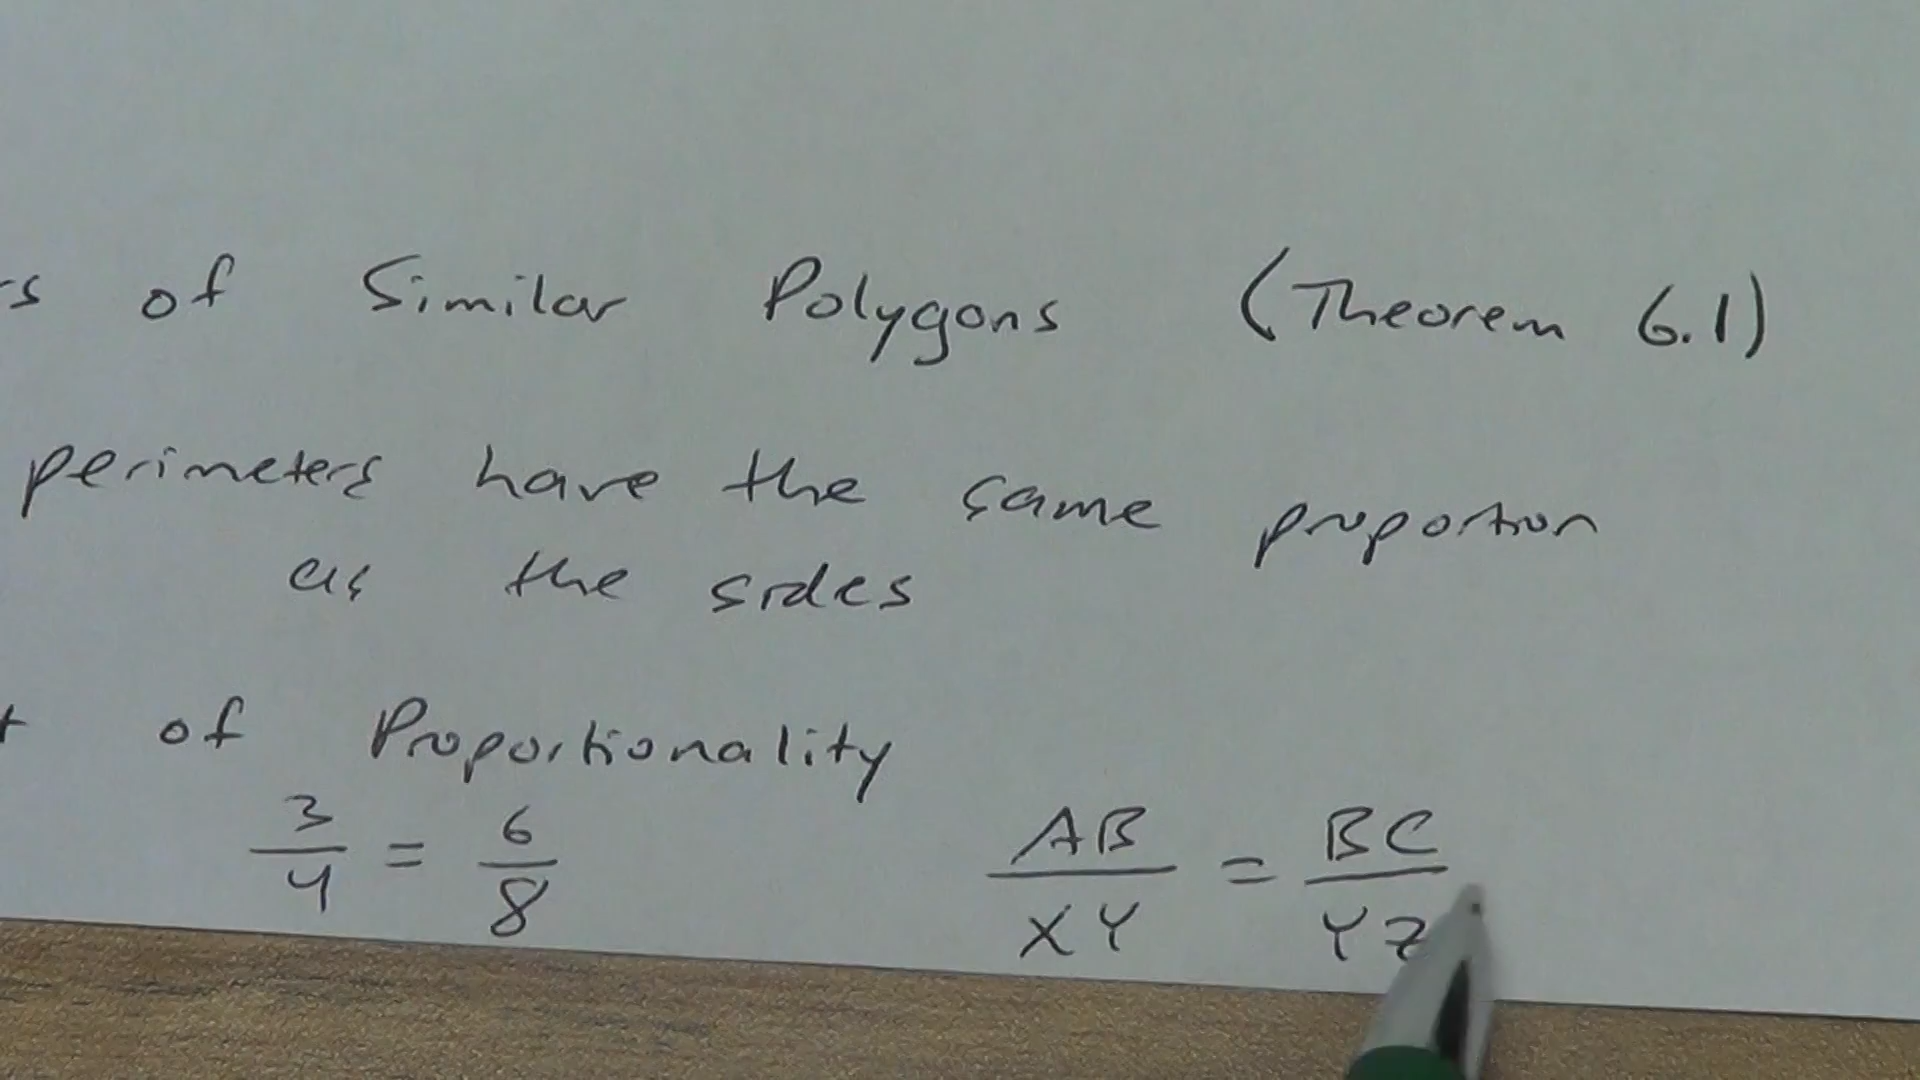 of Similar Polygons (Theorem 6.1)
perimeters have the same proportion
as the sides
of Proportionality
3/4 = 6/8 AB/XY = BC/YZ